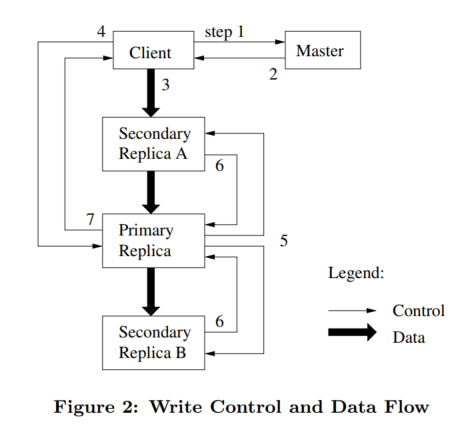 4
step 1
Client
Master
2
3
Secondary
Replica A
6
7
Primary
Replica
5
Legend:
Control
Data
6
Secondary
Replica B
Figure 2: Write Control and Data Flow